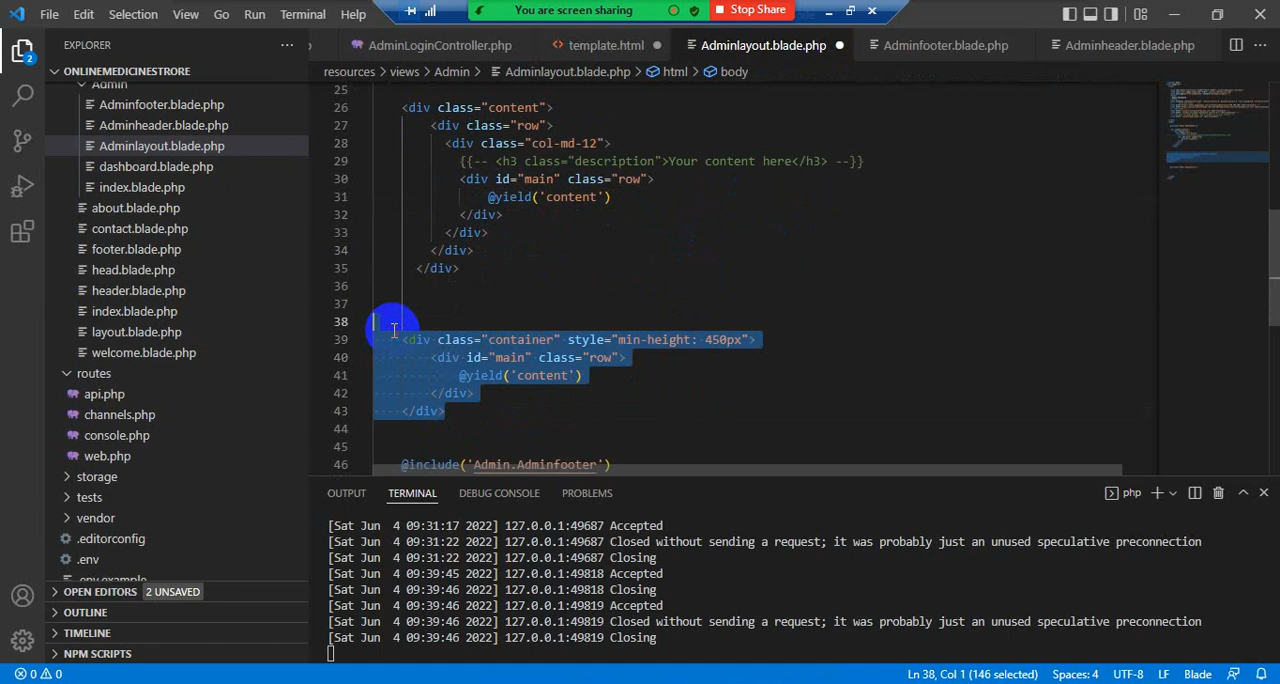 File Edit Selection View Go Run Terminal Help
You are screen sharing
Stop Share
EXPLORER
AdminLoginController.php
template.html
Adminlayout.blade.php
Adminfooter.blade.php
Adminheader.blade.php
ONLINEMEDICINESTRORE
resources > views > Admin > Adminlayout.blade.php > html > body
Admin
Adminfooter.blade.php
Adminheader.blade.php
Adminlayout.blade.php
dashboard.blade.php
index.blade.php
about.blade.php
contact.blade.php
footer.blade.php
head.blade.php
header.blade.php
index.blade.php
layout.blade.php
welcome.blade.php
routes
api.php
channels.php
console.php
web.php
storage
tests
vendor
.editorconfig
.env
.env.example
OPEN EDITORS 2 UNSAVED
OUTLINE
TIMELINE
NPM SCRIPTS
2
25
26 <div class="content">
27 <div class="row">
28 <div class="col-md-12">
29 {{-- <h3 class="description">Your content here</h3> --}}
30 <div id="main" class="row">
31 @yield('content')
32 </div>
33 </div>
34 </div>
35 </div>
36
37
38
39 <div class="container" style="min-height: 450px">
40 <div id="main" class="row">
41 @yield('content')
42 </div>
43 </div>
44
45
46 @include('Admin.Adminfooter')
OUTPUT TERMINAL DEBUG CONSOLE PROBLEMS
php
[Sat Jun 4 09:31:17 2022] 127.0.0.1:49687 Accepted
[Sat Jun 4 09:31:22 2022] 127.0.0.1:49687 Closed without sending a request; it was probably just an unused speculative preconnection
[Sat Jun 4 09:31:22 2022] 127.0.0.1:49687 Closing
[Sat Jun 4 09:39:45 2022] 127.0.0.1:49818 Accepted
[Sat Jun 4 09:39:46 2022] 127.0.0.1:49818 Closing
[Sat Jun 4 09:39:46 2022] 127.0.0.1:49819 Accepted
[Sat Jun 4 09:39:46 2022] 127.0.0.1:49819 Closed without sending a request; it was probably just an unused speculative preconnection
[Sat Jun 4 09:39:46 2022] 127.0.0.1:49819 Closing
0 0
Ln 38, Col 1 (146 selected) Spaces: 4 UTF-8 LF Blade